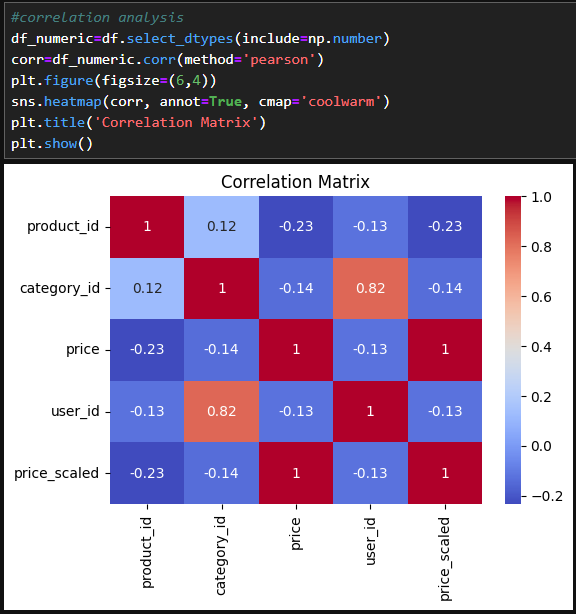 #correlation analysis
df_numeric=df.select_dtypes(include=np.number)
corr=df_numeric.corr(method='pearson')
plt.figure(figsize=(6,4))
sns.heatmap(corr, annot=True, cmap='coolwarm')
plt.title('Correlation Matrix')
plt.show()
Correlation Matrix
product_id 1 0.12 -0.23 -0.13 -0.23
category_id 0.12 1 -0.14 0.82 -0.14
price -0.23 -0.14 1 -0.13 1
user_id -0.13 0.82 -0.13 1 -0.13
price_scaled -0.23 -0.14 1 -0.13 1
product_id category_id price user_id price_scaled
1.0
0.8
0.6
0.4
0.2
0.0
−0.2